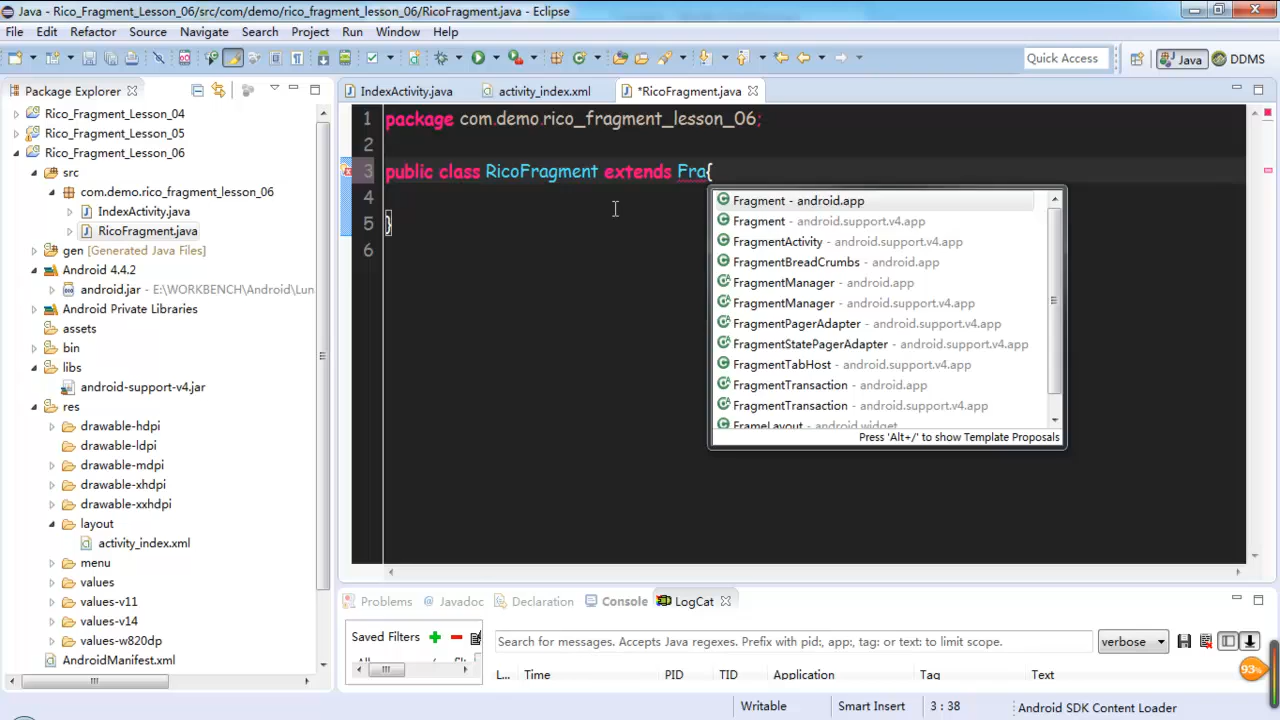 Java - Rico_Fragment_Lesson_06/src/com/demo/rico_fragment_lesson_06/RicoFragment.java - Eclipse
File Edit Refactor Source Navigate Search Project Run Window Help
Quick Access Java DDMS
Package Explorer
IndexActivity.java activity_index.xml *RicoFragment.java
Rico_Fragment_Lesson_04
Rico_Fragment_Lesson_05
Rico_Fragment_Lesson_06
src
com.demo.rico_fragment_lesson_06
IndexActivity.java
RicoFragment.java
gen [Generated Java Files]
Android 4.4.2
android.jar - E:\WORKBENCH\Android\Lun
Android Private Libraries
assets
bin
libs
android-support-v4.jar
res
drawable-hdpi
drawable-ldpi
drawable-mdpi
drawable-xhdpi
drawable-xxhdpi
layout
activity_index.xml
menu
values
values-v11
values-v14
values-w820dp
AndroidManifest.xml
1 package com.demo.rico_fragment_lesson_06;
2
3 public class RicoFragment extends Fra{
4
5 }
6
Fragment - android.app
Fragment - android.support.v4.app
FragmentActivity - android.support.v4.app
FragmentBreadCrumbs - android.app
FragmentManager - android.app
FragmentManager - android.support.v4.app
FragmentPagerAdapter - android.support.v4.app
FragmentStatePagerAdapter - android.support.v4.app
FragmentTabHost - android.support.v4.app
FragmentTransaction - android.app
FragmentTransaction - android.support.v4.app
FrameLayout - android.widget
Press 'Alt+/' to show Template Proposals
Problems @ Javadoc Declaration Console LogCat
Saved Filters
Search for messages. Accepts Java regexes. Prefix with pid:, app:, tag: or text: to limit scope.
verbose
L... Time PID TID Application Tag Text
93%
Writable Smart Insert 3 : 38 Android SDK Content Loader